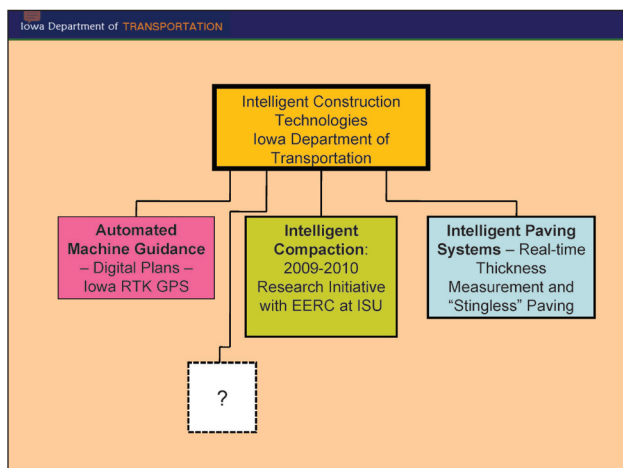 Iowa Department of TRANSPORTATION
Intelligent Construction
Technologies
Iowa Department of
Transportation
Automated
Machine Guidance
– Digital Plans –
Iowa RTK GPS
Intelligent
Compaction:
2009-2010
Research Initiative
with EERC at ISU
Intelligent Paving
Systems – Real-time
Thickness
Measurement and
“Stingless” Paving
?